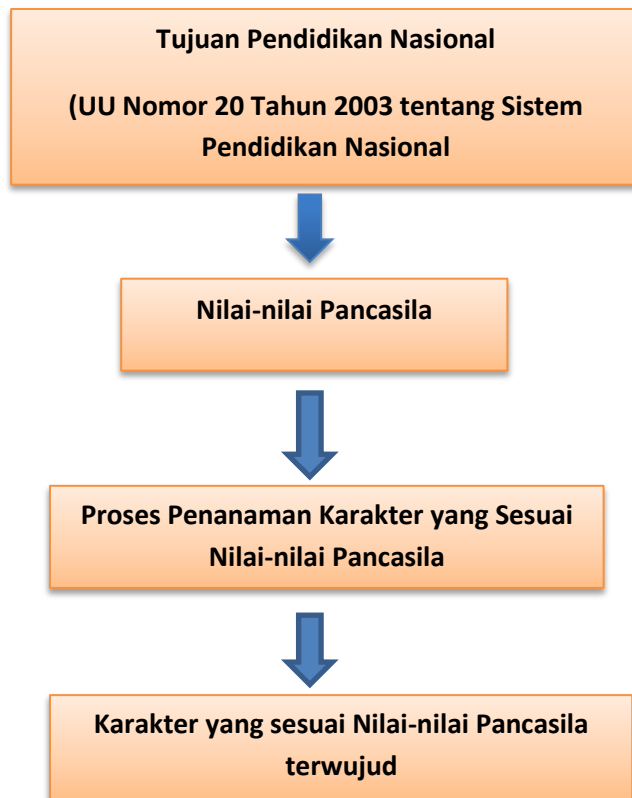 Tujuan Pendidikan Nasional
(UU Nomor 20 Tahun 2003 tentang Sistem
Pendidikan Nasional
Nilai-nilai Pancasila
Proses Penanaman Karakter yang Sesuai
Nilai-nilai Pancasila
Karakter yang sesuai Nilai-nilai Pancasila
terwujud